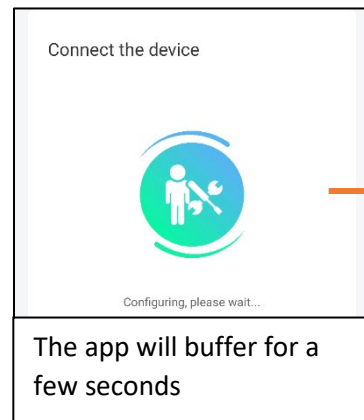 Connect the device
Configuring, please wait...
The app will buffer for a
few seconds